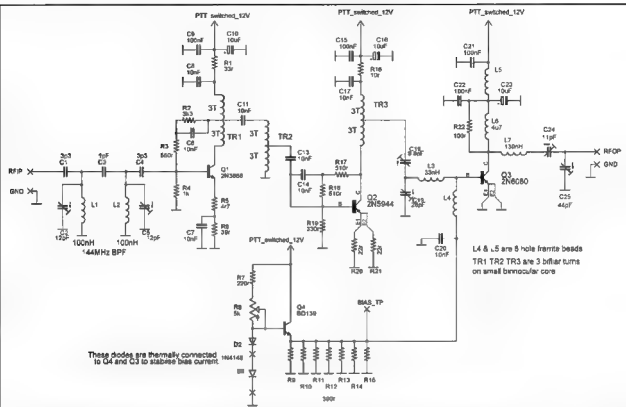 PTT_switched_12V
PTT_switched_12V
PTT_switched_12V
C9
100nF
C10
10uF
C8
10nF
R1
33r
C15
100nF
C16
10uF
R16
10r
C17
10nF
C21
100nF
L5
C22
100nF
C23
10uF
L6
4u7
R22
100r
L7
130nH
C24
11pF
RFOP
GND
C25
44pF
R2
3k3
C6
10nF
3T
3T
TR1
C11
10nF
3T
3T
TR2
3T
3T
TR3
R3
560r
RFIP
3p3
C1
1pF
C3
3p3
C4
GND
C2
12pF
L1
100nH
L2
100nH
12pF
144MHz BPF
R4
1k
Q1
R5
4r7
C7
10nF
R6
39r
C13
10nF
C14
10nF
R17
510r
R18
510r
R19
330r
Q2
2N5944
B
C
E1
E2
R20
R21
L3
33nH
L4
B
C
Q3
2N6080
E1
E2
C20
10nF
L4 & L5 are 6 hole ferrite beads
TR1 TR2 TR3 are 3 bifilar turns
on small binnocular core
PTT_switched_12V
R7
220r
R8
5k
Q4
BD139
BIAS_TP
D2
1N4148
These diodes are thermally connected
to Q4 and Q3 to stabise bias current
R9
R10
R11
R12
R13
R14
R15